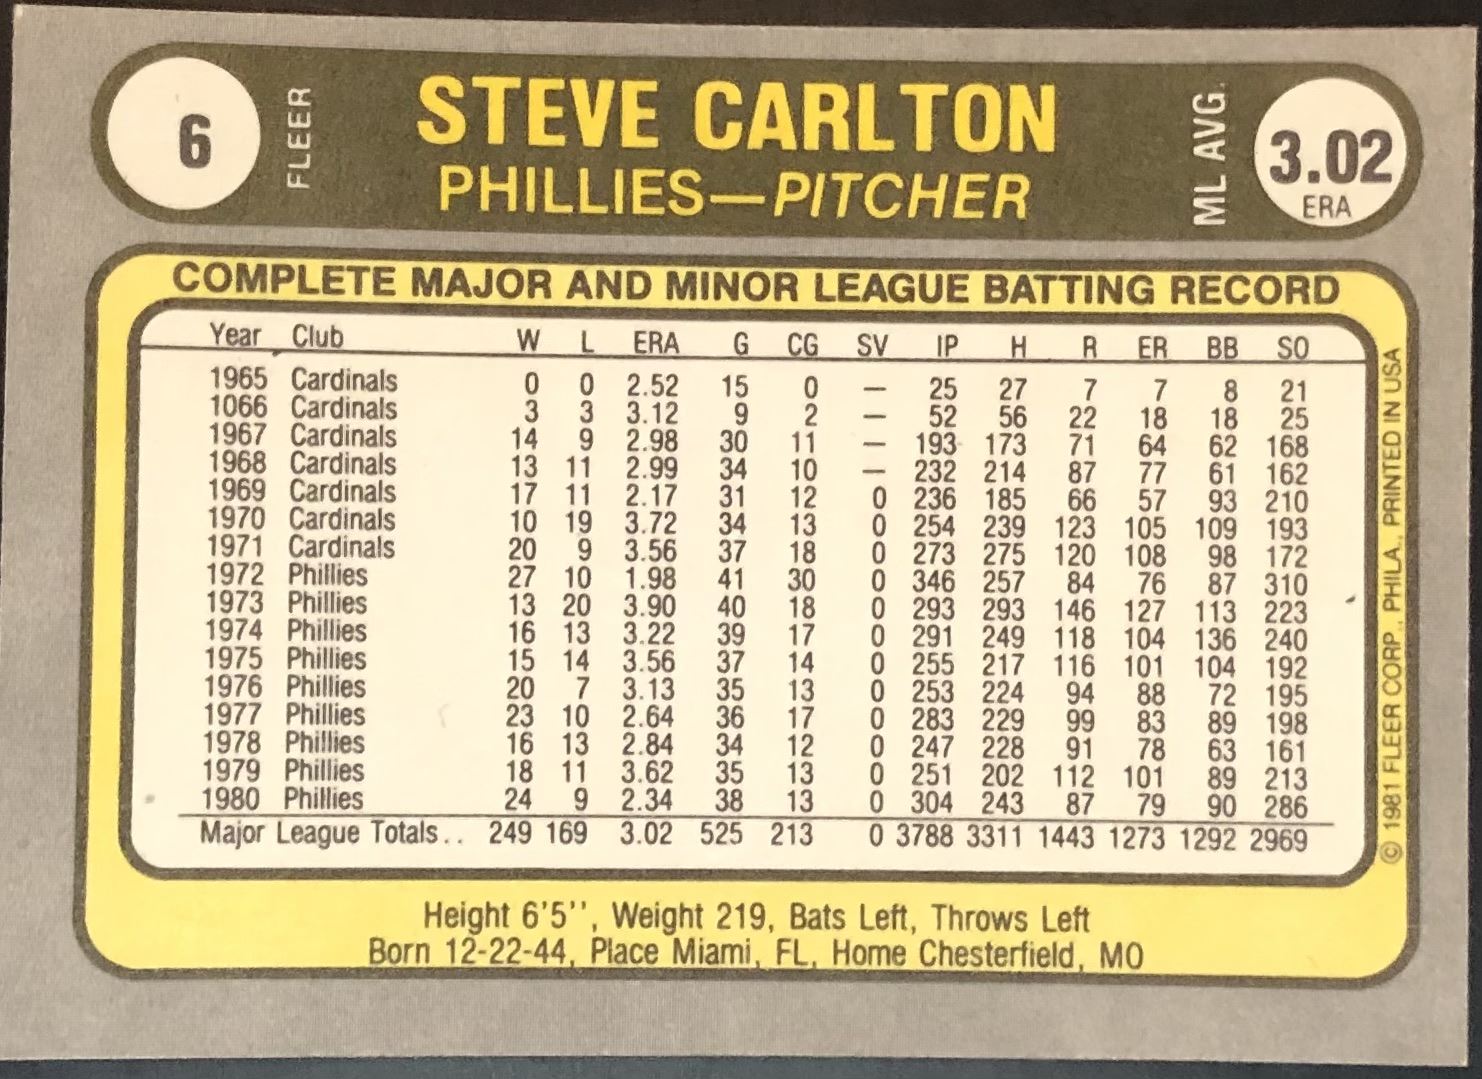 6 FLEER STEVE CARLTON ML AVG. 3.02
PHILLIES—PITCHER ERA
COMPLETE MAJOR AND MINOR LEAGUE BATTING RECORD
Year Club W L ERA G CG SV IP H R ER BB SO
1965 Cardinals 0 0 2.52 15 0 — 25 27 7 7 8 21
1066 Cardinals 3 3 3.12 9 2 — 52 56 22 18 18 25
1967 Cardinals 14 9 2.98 30 11 — 193 173 71 64 62 168
1968 Cardinals 13 11 2.99 34 10 — 232 214 87 77 61 162
1969 Cardinals 17 11 2.17 31 12 0 236 185 66 57 93 210
1970 Cardinals 10 19 3.72 34 13 0 254 239 123 105 109 193
1971 Cardinals 20 9 3.56 37 18 0 273 275 120 108 98 172
1972 Phillies 27 10 1.98 41 30 0 346 257 84 76 87 310
1973 Phillies 13 20 3.90 40 18 0 293 293 146 127 113 223
1974 Phillies 16 13 3.22 39 17 0 291 249 118 104 136 240
1975 Phillies 15 14 3.56 37 14 0 255 217 116 101 104 192
1976 Phillies 20 7 3.13 35 13 0 253 224 94 88 72 195
1977 Phillies 23 10 2.64 36 17 0 283 229 99 83 89 198
1978 Phillies 16 13 2.84 34 12 0 247 228 91 78 63 161
1979 Phillies 18 11 3.62 35 13 0 251 202 112 101 89 213
1980 Phillies 24 9 2.34 38 13 0 304 243 87 79 90 286
Major League Totals . . 249 169 3.02 525 213 0 3788 3311 1443 1273 1292 2969
© 1981 FLEER CORP., PHILA., PRINTED IN USA
Height 6'5'', Weight 219, Bats Left, Throws Left
Born 12-22-44, Place Miami, FL, Home Chesterfield, MO